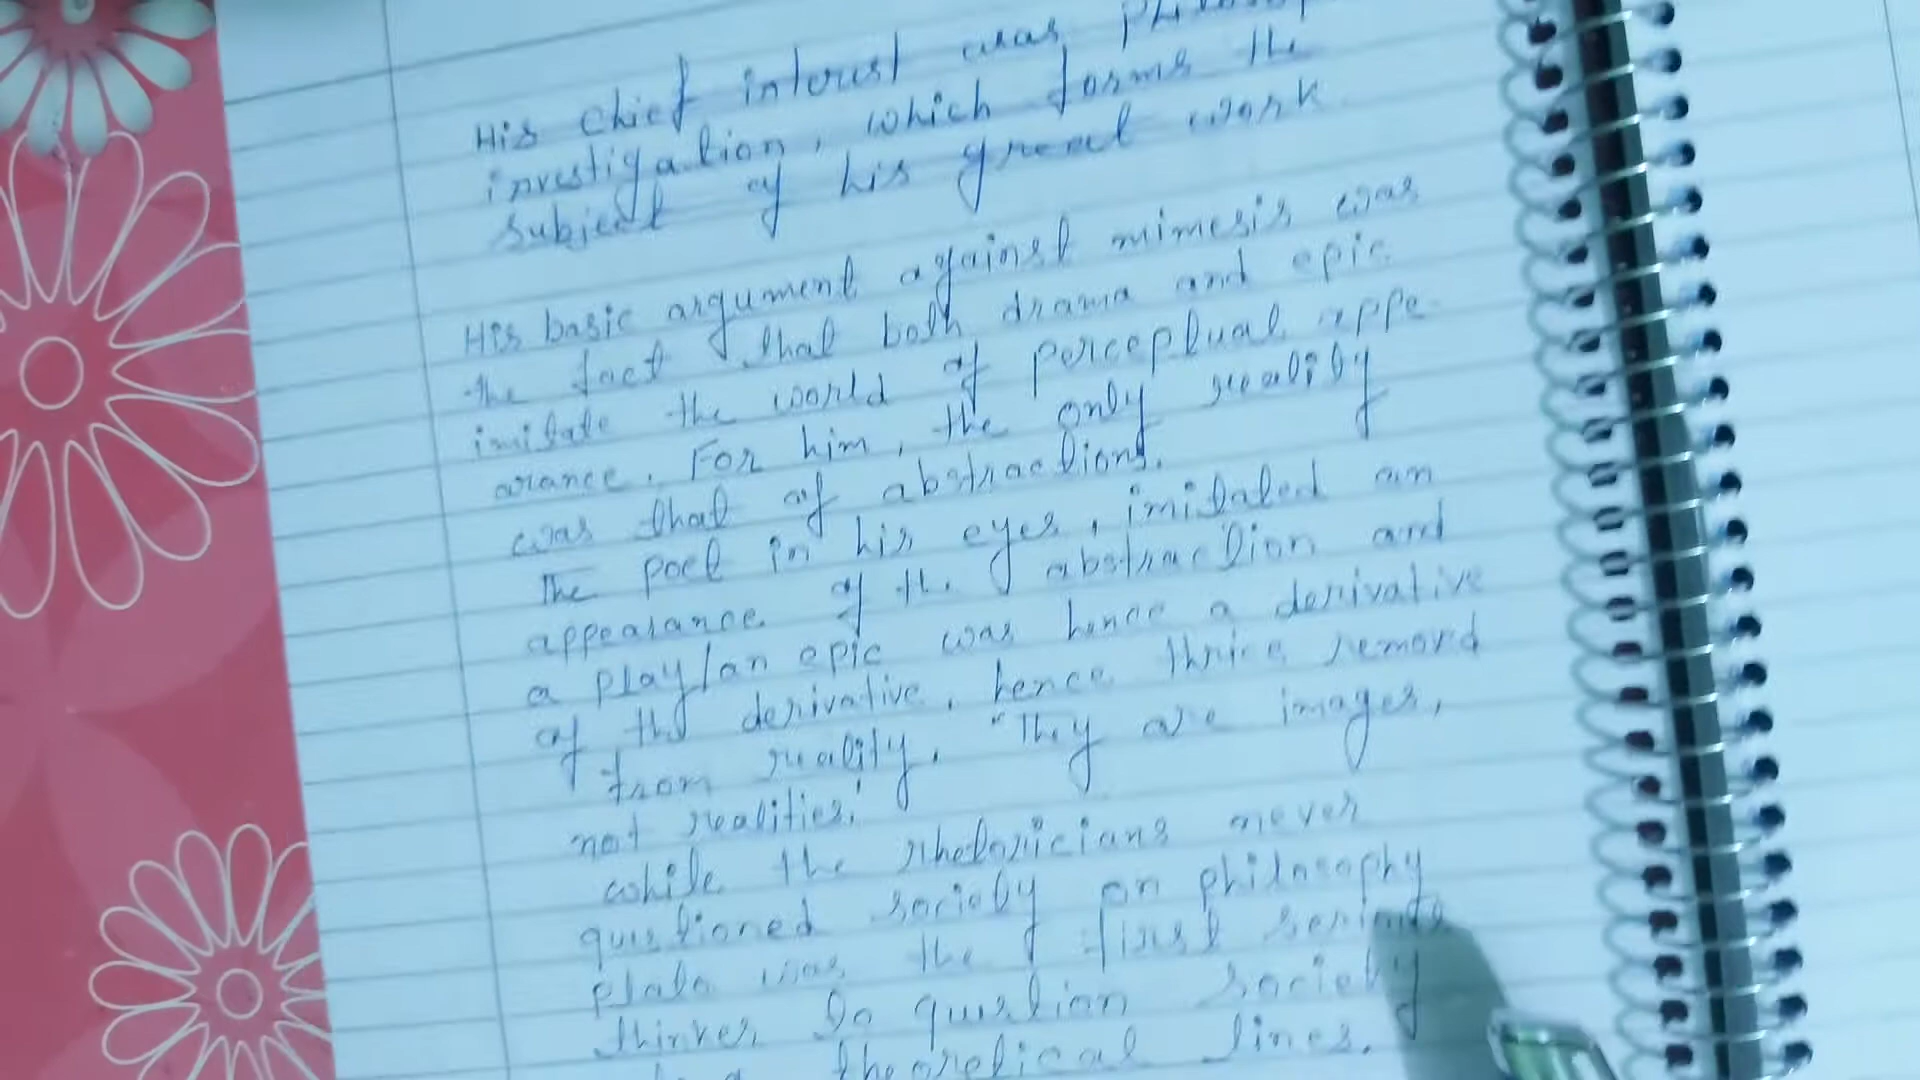 His chief interest was
investigation, which forms the
subject of his great work
His basic argument against mimesis was
the fact that both drama and epic
imitate the world of perceptual appe-
arance. For him, the only reality
was that of abstractions.
The poet in his eyes, imitated an
appearance of the abstraction and
a play/an epic was hence a derivative
of the derivative, hence thrice removed
from reality. "They are images,
not realities.'
while the rhetoricians never
questioned society on philosophy
Plato was the first serious
thinker to question society
theoretical lines.